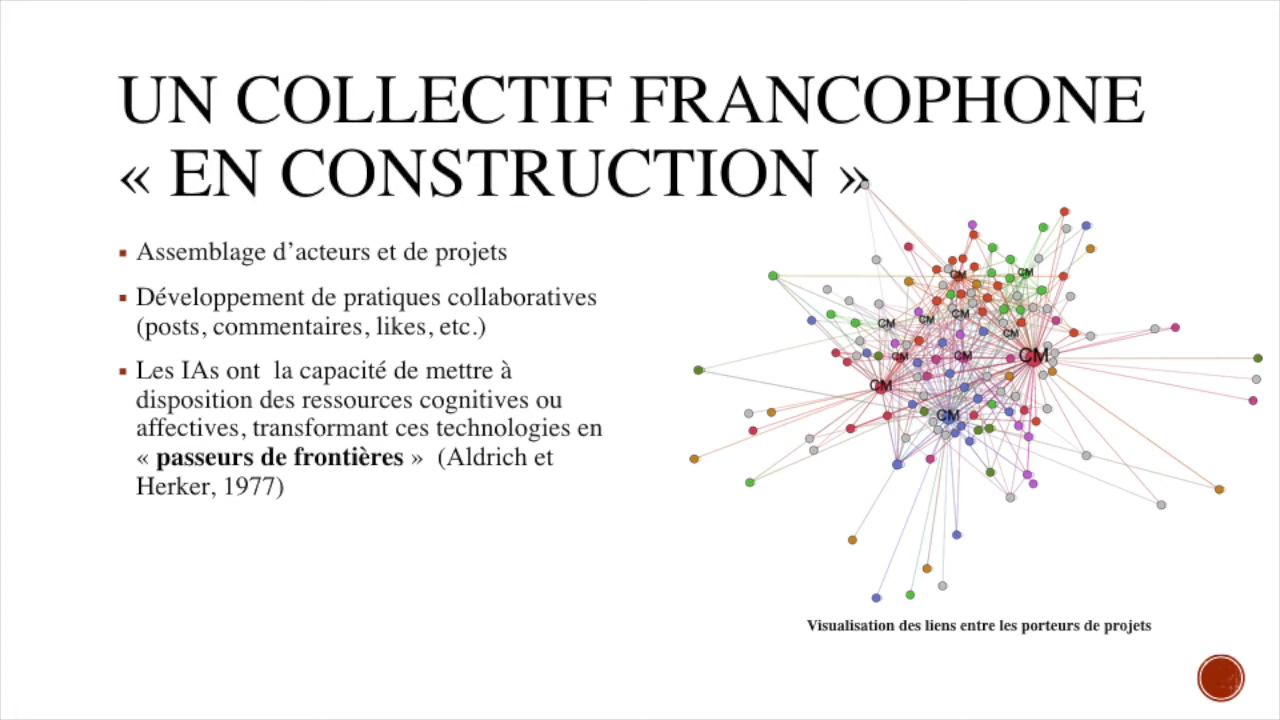 UN COLLECTIF FRANCOPHONE
« EN CONSTRUCTION »
Assemblage d’acteurs et de projets
Développement de pratiques collaboratives
(posts, commentaires, likes, etc.)
Les IAs ont  la capacité de mettre à
disposition des ressources cognitives ou
affectives, transformant ces technologies en
« passeurs de frontières »  (Aldrich et
Herker, 1977)
CM
CM
CM
CM
CM
CM
CM
CM
CM
CM
CM
Visualisation des liens entre les porteurs de projets